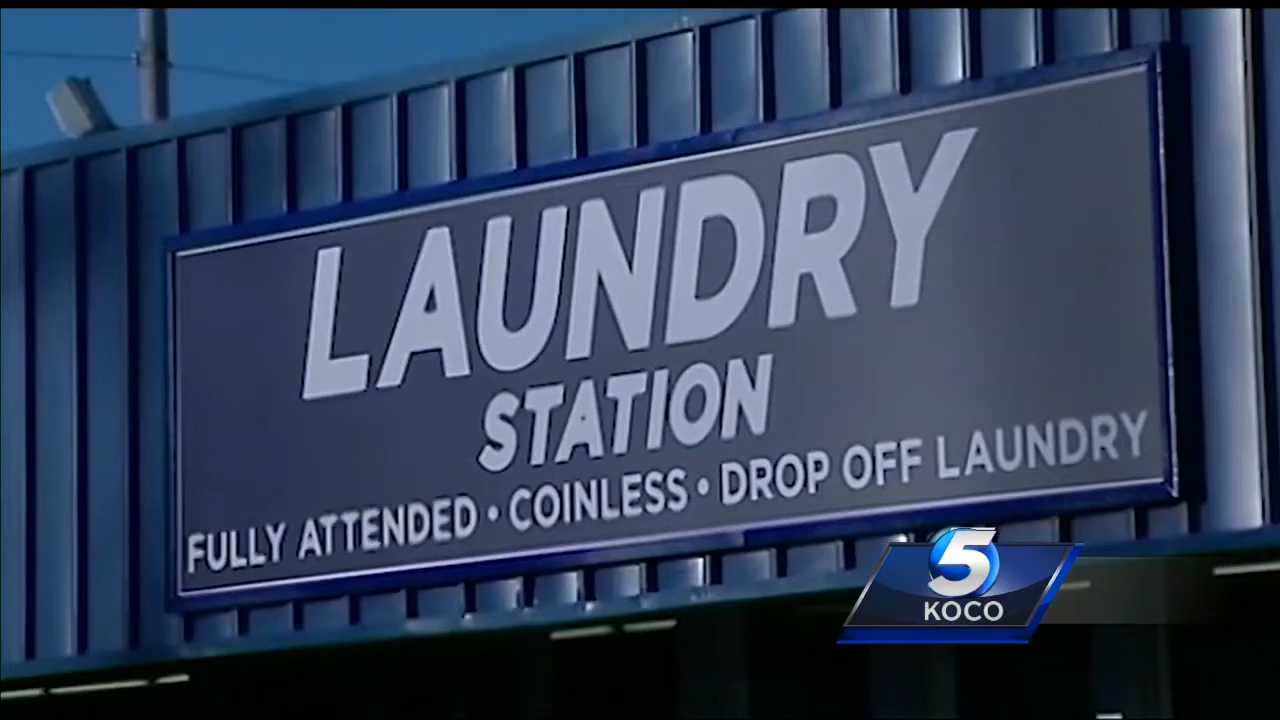 LAUNDRY
STATION
FULLY ATTENDED • COINLESS • DROP OFF LAUNDRY
5
KOCO